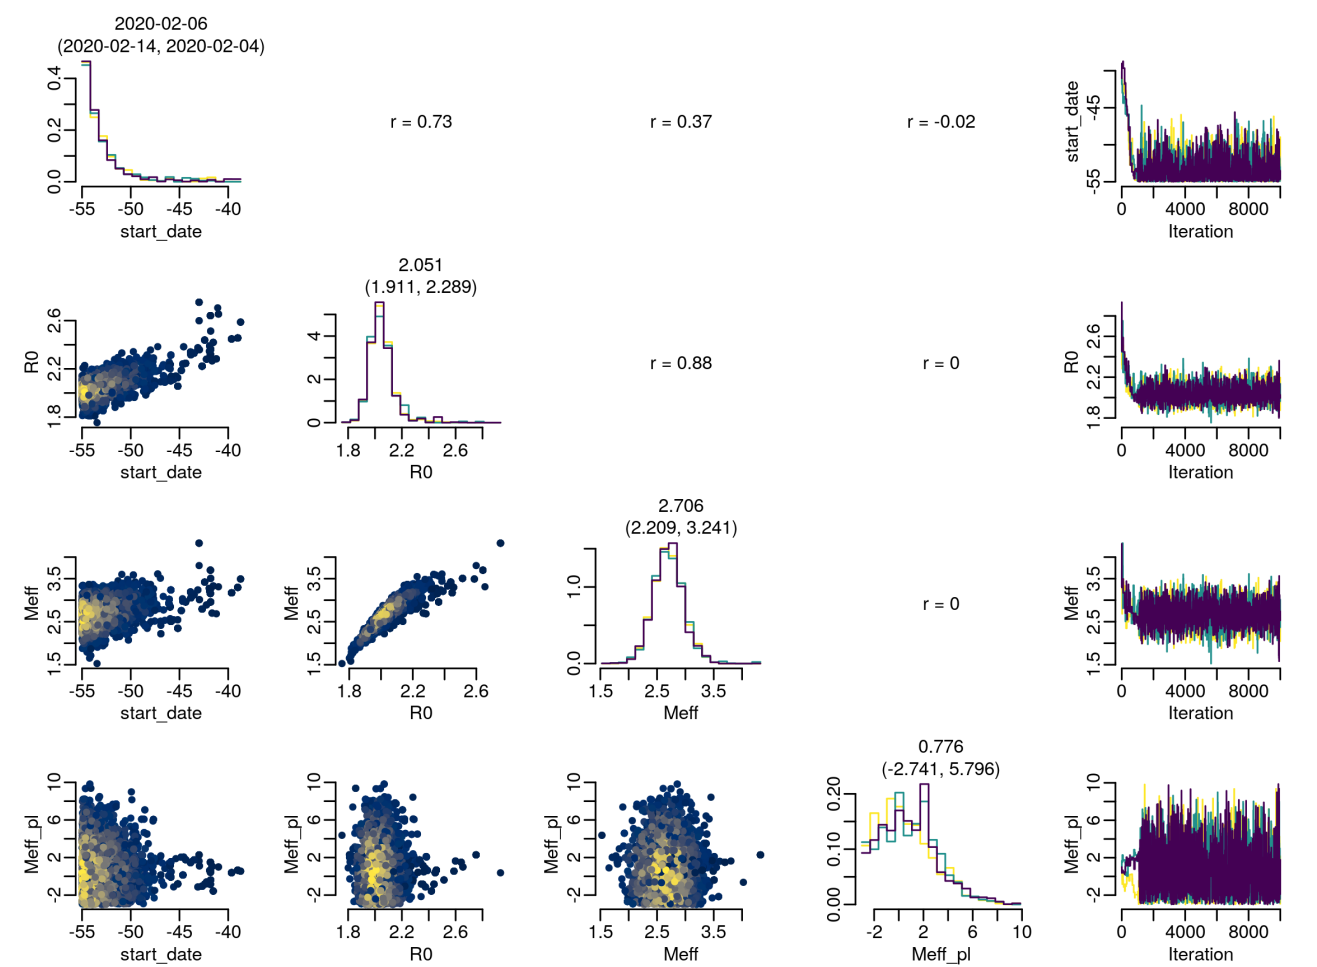 2020-02-06
(2020-02-14, 2020-02-04)
0.0 0.2 0.4
-55 -50 -45 -40
start_date
r = 0.73
r = 0.37
r = -0.02
start_date
-55 -45
0 4000 8000
Iteration
R0
1.8 2.2 2.6
-55 -50 -45 -40
start_date
2.051
(1.911, 2.289)
0 2 4
1.8 2.2 2.6
R0
r = 0.88
r = 0
R0
1.8 2.2 2.6
0 4000 8000
Iteration
Meff
1.5 2.5 3.5
-55 -50 -45 -40
start_date
Meff
1.5 2.5 3.5
1.8 2.2 2.6
R0
2.706
(2.209, 3.241)
0.0 1.0
1.5 2.5 3.5
Meff
r = 0
Meff
1.5 2.5 3.5
0 4000 8000
Iteration
Meff_pl
-2 2 6 10
-55 -50 -45 -40
start_date
Meff_pl
-2 2 6 10
1.8 2.2 2.6
R0
Meff_pl
-2 2 6 10
1.5 2.5 3.5
Meff
0.776
(-2.741, 5.796)
0.00 0.10 0.20
-2 2 6 10
Meff_pl
Meff_pl
-2 2 6 10
0 4000 8000
Iteration